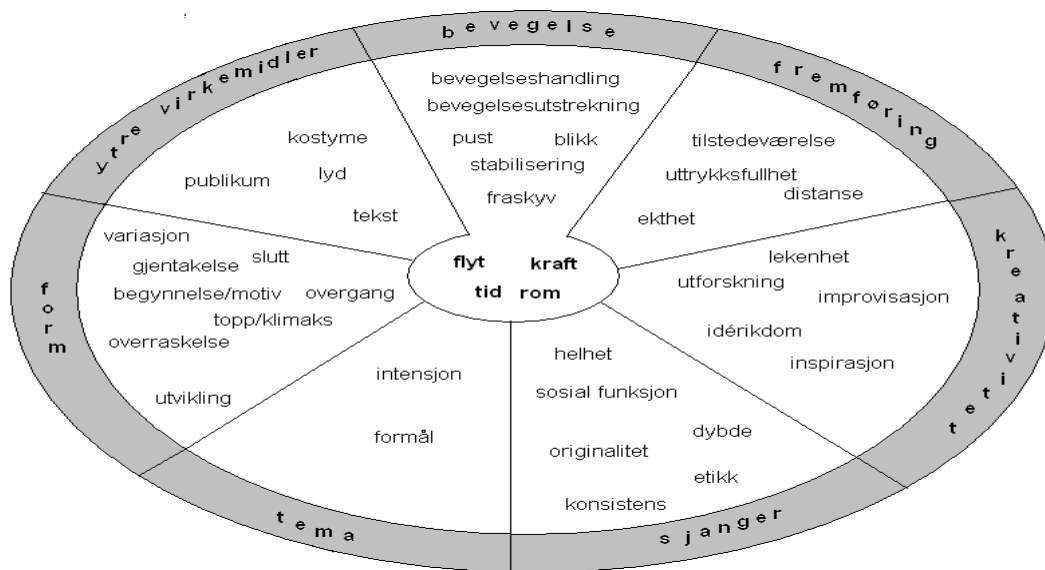 bevegelse
bevegelseshandling
bevegelsesutstrekning
pust blikk
stabilisering
fraskyv
fremføring
tilstedeværelse
uttrykksfullhet
distanse
ekthet
kreativitet
lekenhet
utforskning
improvisasjon
idérikdom
inspirasjon
sjanger
helhet
sosial funksjon
dybde
originalitet
etikk
konsistens
tema
intensjon
formål
form
variasjon
gjentakelse slutt
begynnelse/motiv overgang
topp/klimaks
overraskelse
utvikling
ytre virkemidler
kostyme
publikum lyd
tekst
flyt kraft
tid rom